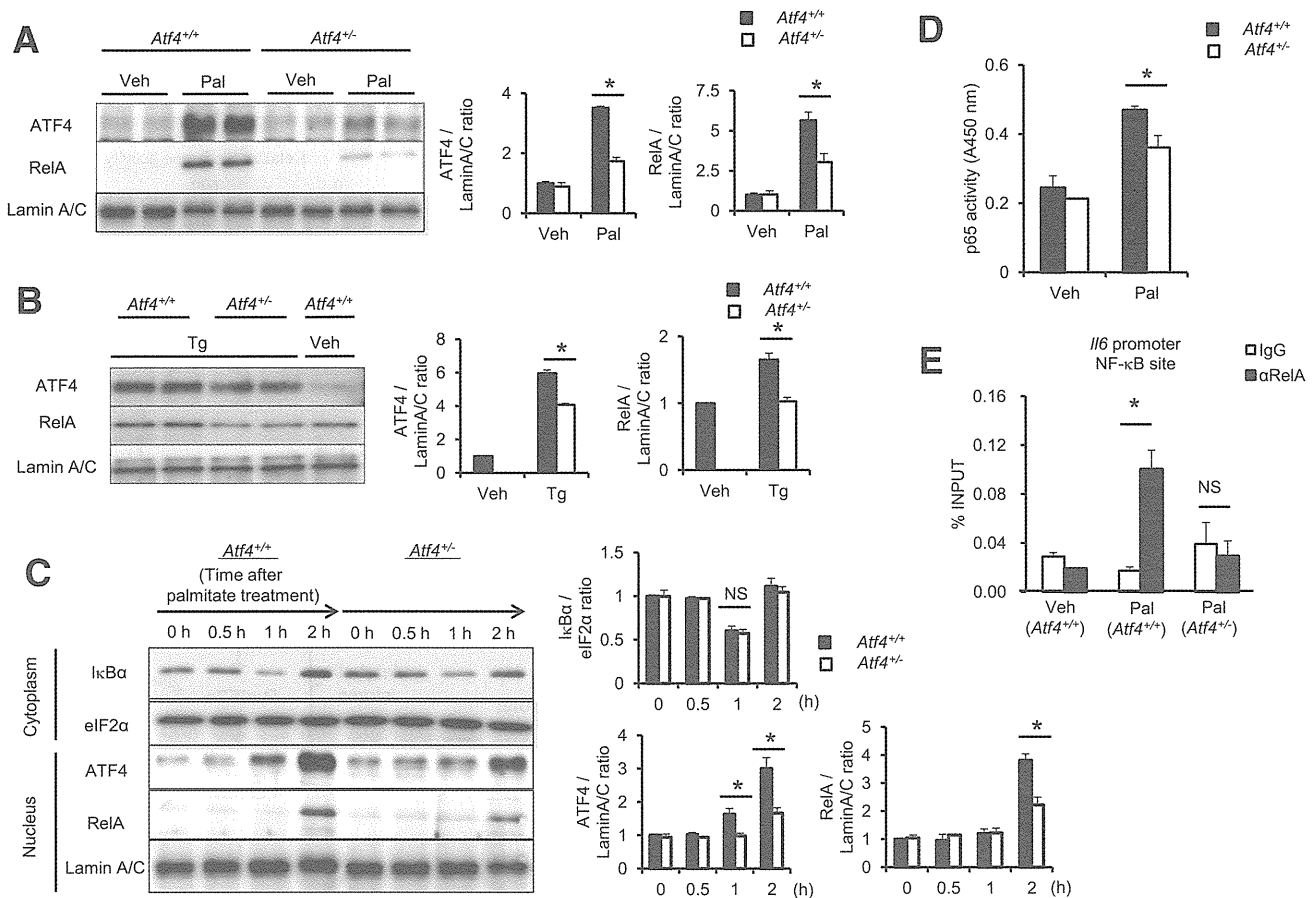 A
Atf4+/+
Atf4+/-
Veh
Pal
Veh
Pal
ATF4
RelA
Lamin A/C
Atf4+/+
Atf4+/-
ATF4 /
LaminA/C ratio
4
2
0
*
Veh
Pal
RelA /
LaminA/C ratio
7.5
5
2.5
0
*
Veh
Pal
D
Atf4+/+
Atf4+/-
p65 activity (A450 nm)
0.6
0.4
0.2
0
*
Veh
Pal
B
Atf4+/+
Atf4+/-
Atf4+/+
Tg
Veh
ATF4
RelA
Lamin A/C
Atf4+/+
Atf4+/-
ATF4 /
LaminA/C ratio
8
6
4
2
0
*
Veh
Tg
RelA /
LaminA/C ratio
2
1
0
*
Veh
Tg
E
Il6 promoter
NF-κB site
IgG
αRelA
% INPUT
0.16
0.12
0.08
0.04
0.00
*
NS
Veh
(Atf4+/+)
Pal
(Atf4+/+)
Pal
(Atf4+/-)
C
Atf4+/+
Atf4+/-
(Time after
palmitate treatment)
0 h
0.5 h
1 h
2 h
0 h
0.5 h
1 h
2 h
Cytoplasm
IκBα
eIF2α
Nucleus
ATF4
RelA
Lamin A/C
IκBα /
eIF2α ratio
1.5
1
0.5
0
NS
0
0.5
1
2
(h)
Atf4+/+
Atf4+/-
ATF4 /
LaminA/C ratio
4
3
2
1
0
*
*
0
0.5
1
2
(h)
RelA /
LaminA/C ratio
5
4
3
2
1
0
*
0
0.5
1
2
(h)